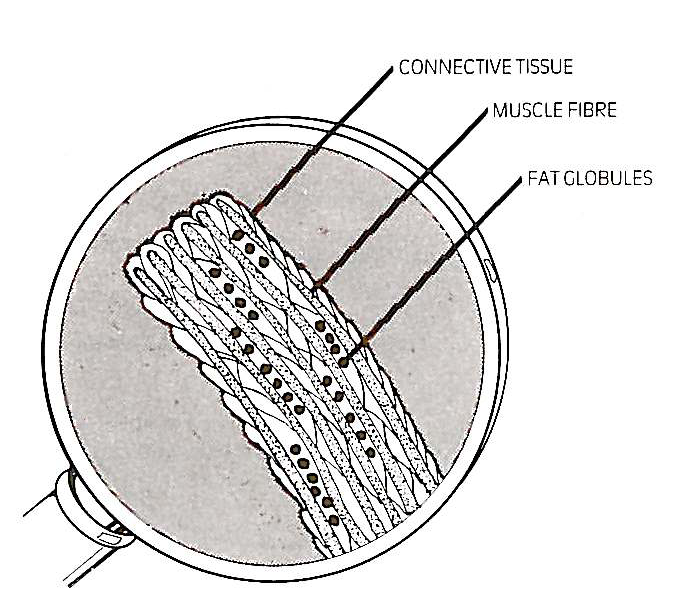 CONNECTIVE TISSUE
MUSCLE FIBRE
FAT GLOBULES